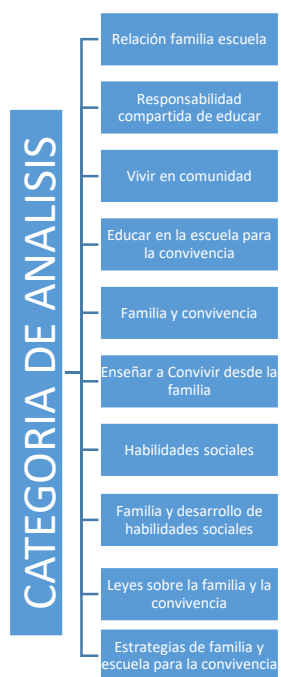 CATEGORIA DE ANALISIS
Relación familia escuela
Responsabilidad
compartida de educar
Vivir en comunidad
Educar en la escuela para
la convivencia
Familia y convivencia
Enseñar a Convivir desde la
familia
Habilidades sociales
Familia y desarrollo de
habilidades sociales
Leyes sobre la familia y la
convivencia
Estrategias de familia y
escuela para la convivencia